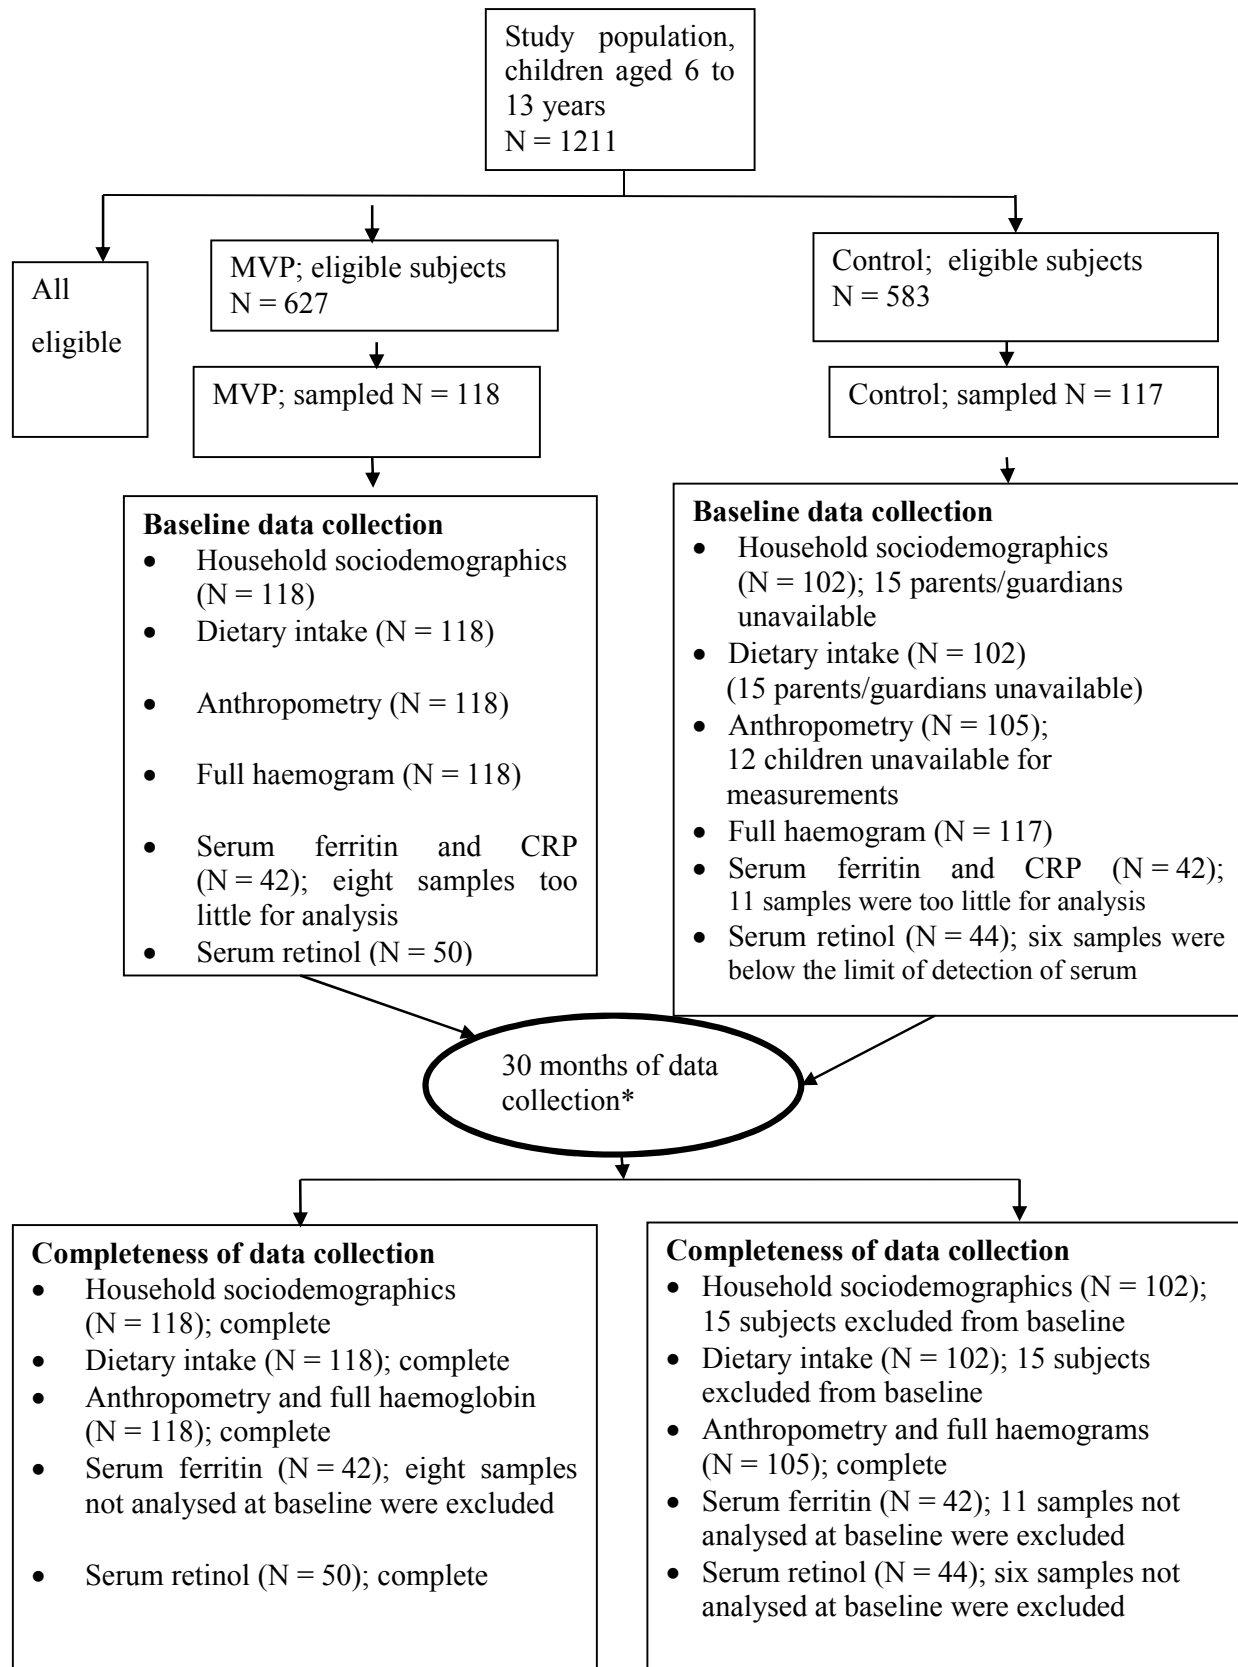 Study population,
children aged 6 to
13 years
N = 1211
All
eligible
MVP; eligible subjects
N = 627
Control; eligible subjects
N = 583
MVP; sampled N = 118
Control; sampled N = 117
Baseline data collection
• Household sociodemographics
(N = 118)
• Dietary intake (N = 118)
• Anthropometry (N = 118)
• Full haemogram (N = 118)
• Serum ferritin and CRP
(N = 42); eight samples too
little for analysis
• Serum retinol (N = 50)
Baseline data collection
• Household sociodemographics
(N = 102); 15 parents/guardians
unavailable
• Dietary intake (N = 102)
(15 parents/guardians unavailable)
• Anthropometry (N = 105);
12 children unavailable for
measurements
• Full haemogram (N = 117)
• Serum ferritin and CRP (N = 42);
11 samples were too little for analysis
• Serum retinol (N = 44); six samples were
below the limit of detection of serum
30 months of data
collection*
Completeness of data collection
• Household sociodemographics
(N = 118); complete
• Dietary intake (N = 118); complete
• Anthropometry and full haemoglobin
(N = 118); complete
• Serum ferritin (N = 42); eight samples
not analysed at baseline were excluded
• Serum retinol (N = 50); complete
Completeness of data collection
• Household sociodemographics (N = 102);
15 subjects excluded from baseline
• Dietary intake (N = 102); 15 subjects
excluded from baseline
• Anthropometry and full haemograms
(N = 105); complete
• Serum ferritin (N = 42); 11 samples not
analysed at baseline were excluded
• Serum retinol (N = 44); six samples not
analysed at baseline were excluded